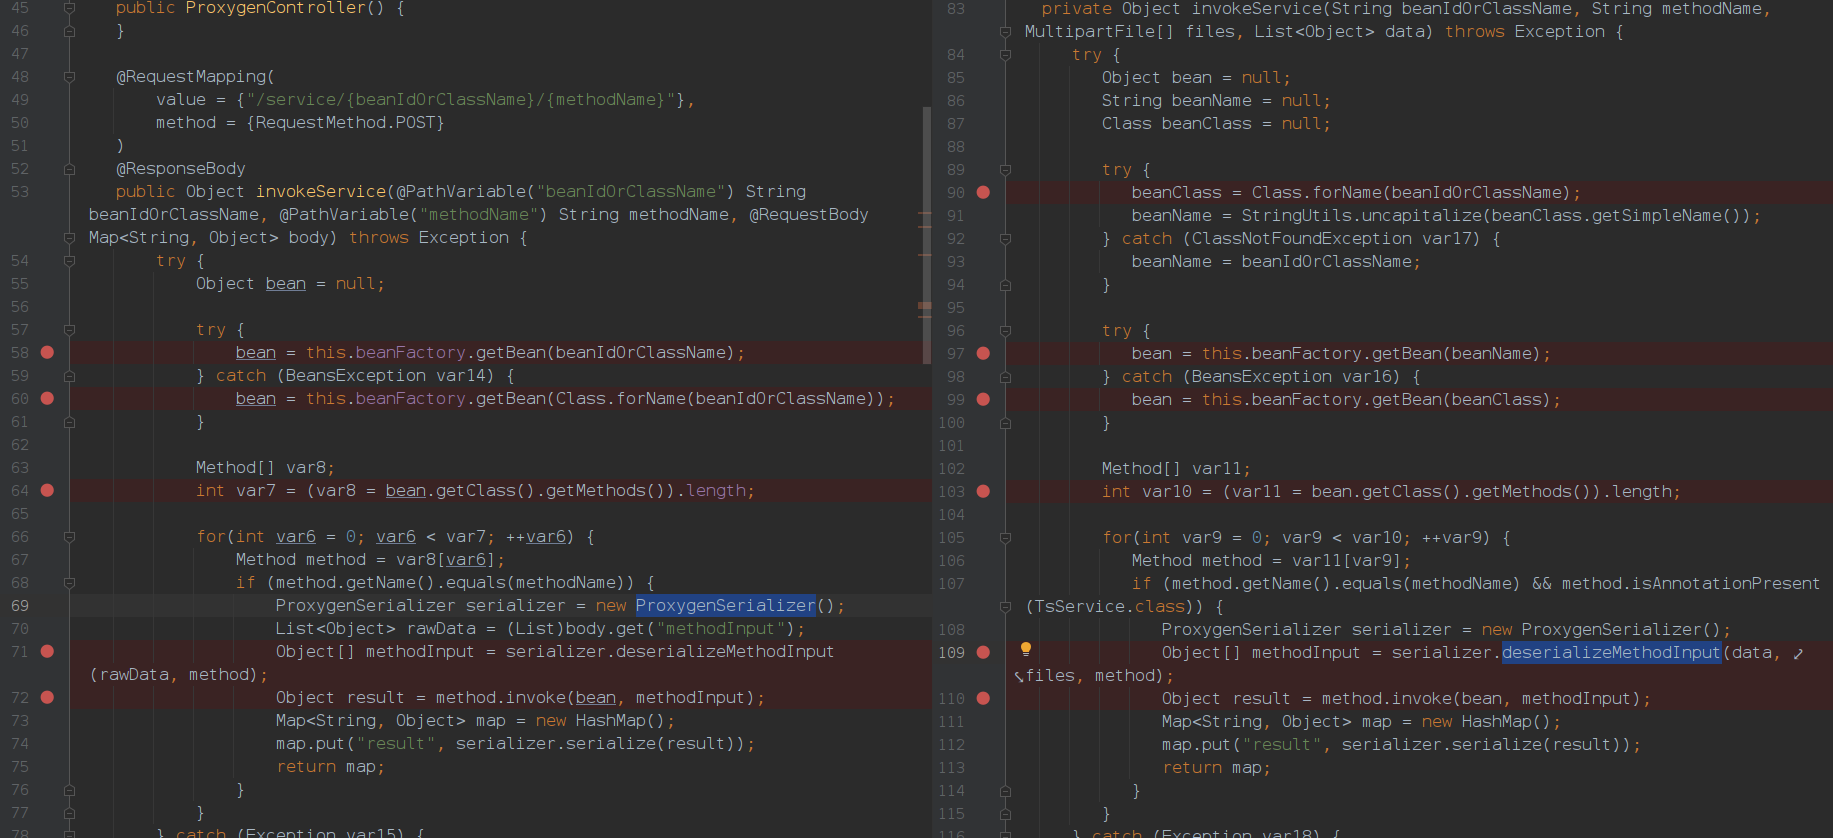 45 public ProxygenController() {
46 }
47
48 @RequestMapping(
49 value = {"/service/{beanIdOrClassName}/{methodName}"},
50 method = {RequestMethod.POST}
51 )
52 @ResponseBody
53 public Object invokeService(@PathVariable("beanIdOrClassName") String
beanIdOrClassName, @PathVariable("methodName") String methodName, @RequestBody
Map<String, Object> body) throws Exception {
54 try {
55 Object bean = null;
56
57 try {
58 bean = this.beanFactory.getBean(beanIdOrClassName);
59 } catch (BeansException var14) {
60 bean = this.beanFactory.getBean(Class.forName(beanIdOrClassName));
61 }
62
63 Method[] var8;
64 int var7 = (var8 = bean.getClass().getMethods()).length;
65
66 for(int var6 = 0; var6 < var7; ++var6) {
67 Method method = var8[var6];
68 if (method.getName().equals(methodName)) {
69 ProxygenSerializer serializer = new ProxygenSerializer();
70 List<Object> rawData = (List)body.get("methodInput");
71 Object[] methodInput = serializer.deserializeMethodInput
(rawData, method);
72 Object result = method.invoke(bean, methodInput);
73 Map<String, Object> map = new HashMap();
74 map.put("result", serializer.serialize(result));
75 return map;
76 }
77 }
78 } catch (Exception var15) {
83 private Object invokeService(String beanIdOrClassName, String methodName,
MultipartFile[] files, List<Object> data) throws Exception {
84 try {
85 Object bean = null;
86 String beanName = null;
87 Class beanClass = null;
88
89 try {
90 beanClass = Class.forName(beanIdOrClassName);
91 beanName = StringUtils.uncapitalize(beanClass.getSimpleName());
92 } catch (ClassNotFoundException var17) {
93 beanName = beanIdOrClassName;
94 }
95
96 try {
97 bean = this.beanFactory.getBean(beanName);
98 } catch (BeansException var16) {
99 bean = this.beanFactory.getBean(beanClass);
100 }
101
102 Method[] var11;
103 int var10 = (var11 = bean.getClass().getMethods()).length;
104
105 for(int var9 = 0; var9 < var10; ++var9) {
106 Method method = var11[var9];
107 if (method.getName().equals(methodName) && method.isAnnotationPresent
(TsService.class)) {
108 ProxygenSerializer serializer = new ProxygenSerializer();
109 Object[] methodInput = serializer.deserializeMethodInput(data,
files, method);
110 Object result = method.invoke(bean, methodInput);
111 Map<String, Object> map = new HashMap();
112 map.put("result", serializer.serialize(result));
113 return map;
114 }
115 }
116 } catch (Exception var18) {